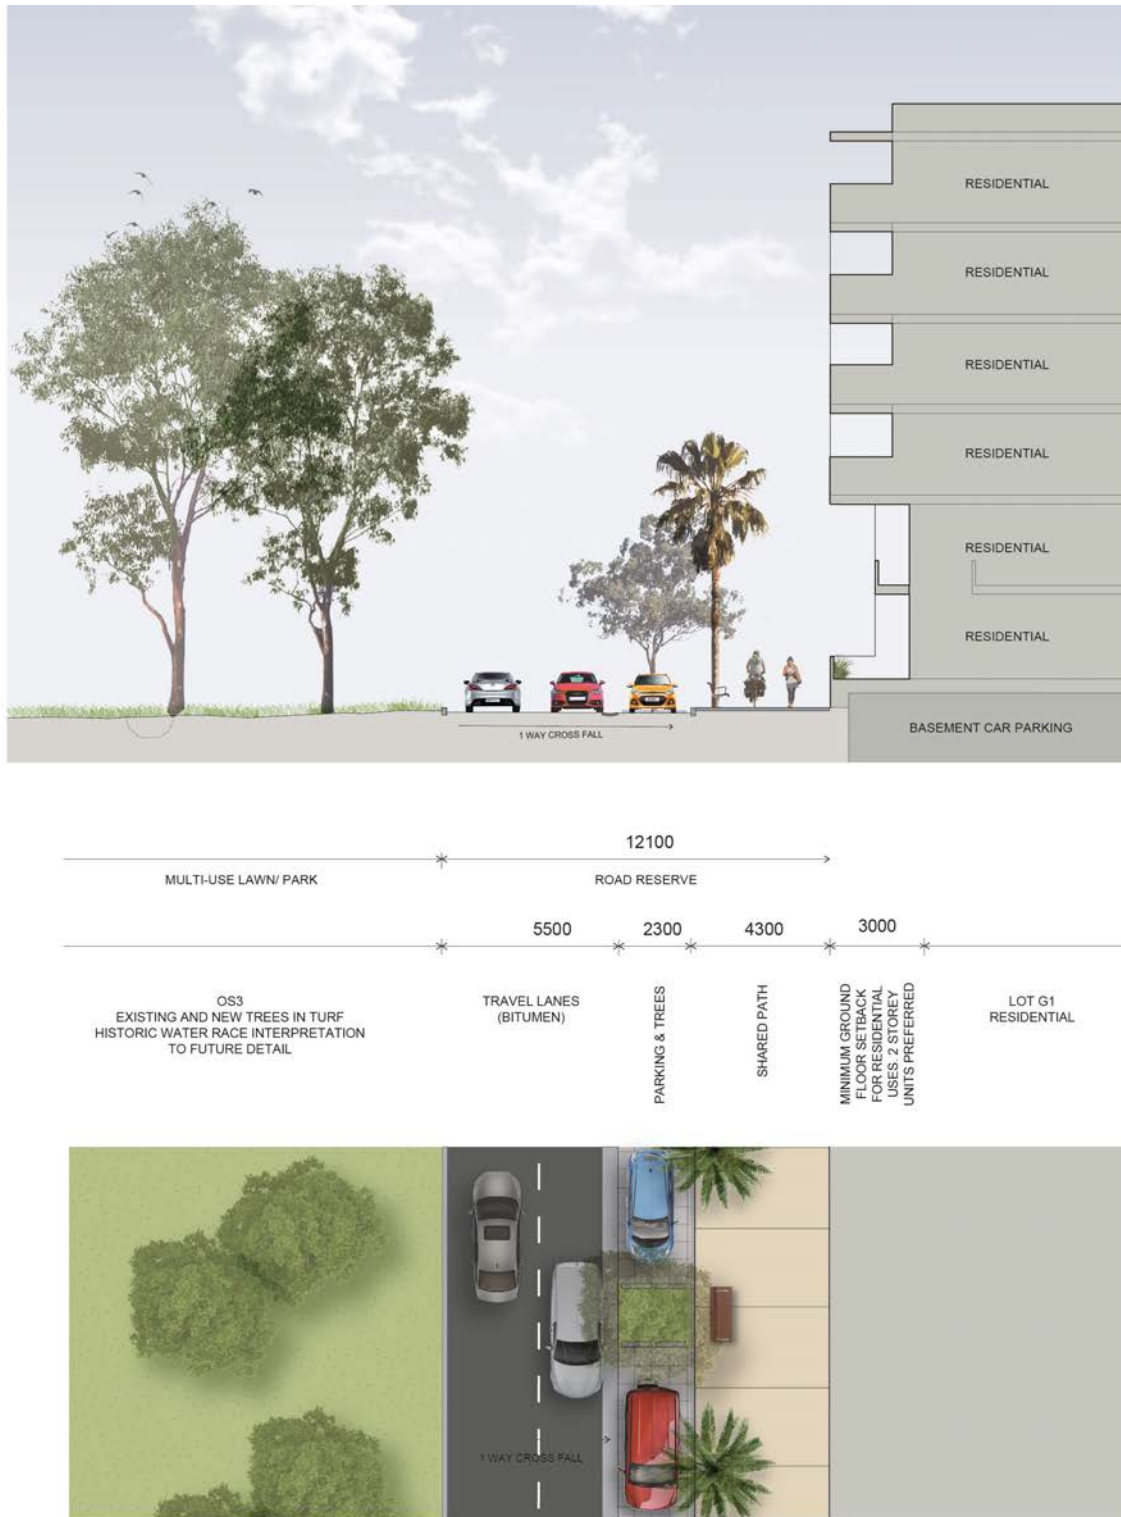 RESIDENTIAL
RESIDENTIAL
RESIDENTIAL
RESIDENTIAL
RESIDENTIAL
RESIDENTIAL
BASEMENT CAR PARKING
1 WAY CROSS FALL
12100
MULTI-USE LAWN/ PARK
ROAD RESERVE
5500
2300
4300
3000
OS3
EXISTING AND NEW TREES IN TURF
HISTORIC WATER RACE INTERPRETATION
TO FUTURE DETAIL
TRAVEL LANES
(BITUMEN)
PARKING & TREES
SHARED PATH
MINIMUM GROUND
FLOOR SETBACK
FOR RESIDENTIAL
USES. 2 STOREY
UNITS PREFERRED
LOT G1
RESIDENTIAL
1 WAY CROSS FALL